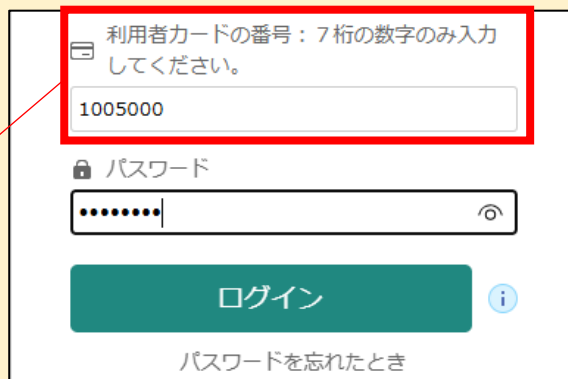 利用者カードの番号：７桁の数字のみ入力
してください。
1005000
パスワード
••••••••
ログイン
i
パスワードを忘れたとき